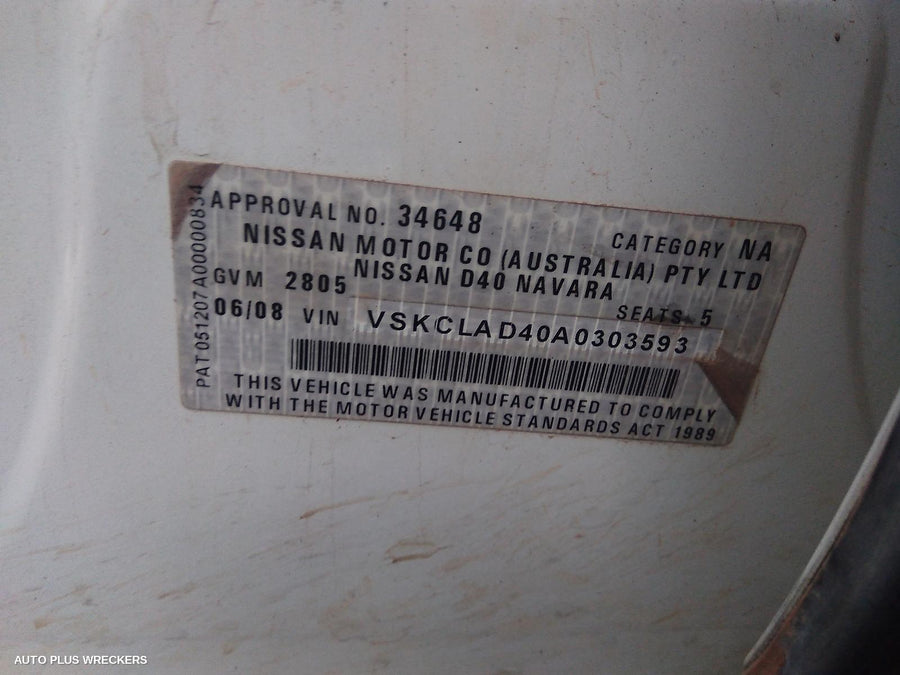 APPROVAL NO. 34648
CATEGORY NA
NISSAN MOTOR CO (AUSTRALIA) PTY LTD
NISSAN D40 NAVARA
GVM 2805
SEATS 5
06/08 VIN VSKCLAD40A0303593
THIS VEHICLE WAS MANUFACTURED TO COMPLY
WITH THE MOTOR VEHICLE STANDARDS ACT 1989
PAT 051207A00000834
AUTO PLUS WRECKERS